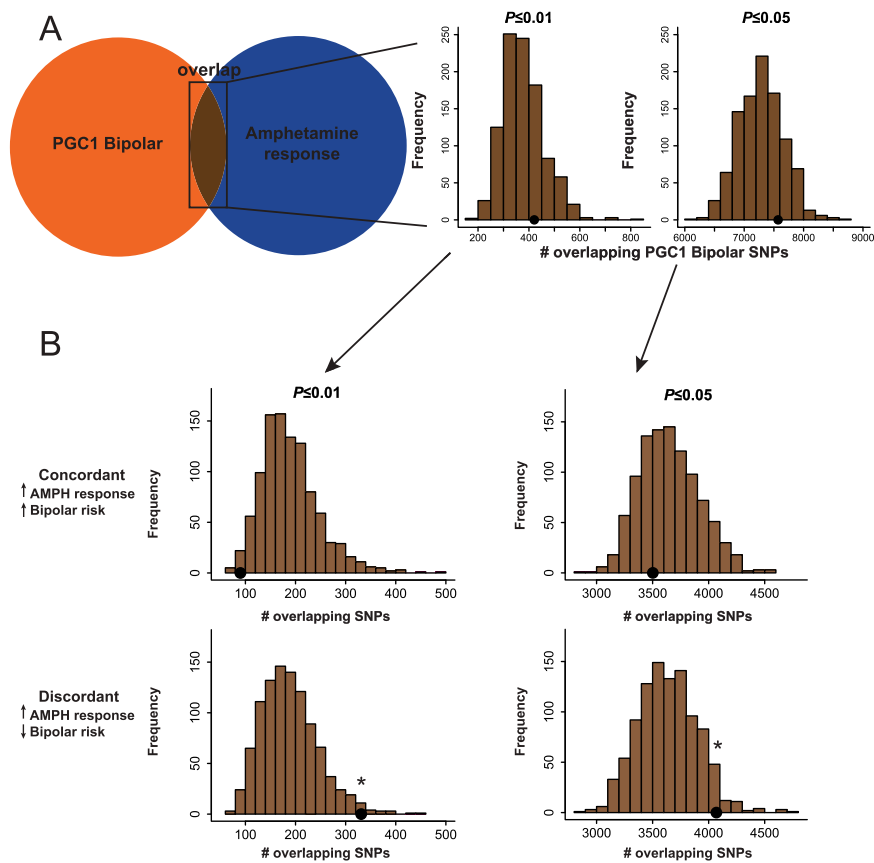 A
overlap
PGC1 Bipolar
Amphetamine
response
P≤0.01
Frequency
0 50 100 150 200 250
200 400 600 800
P≤0.05
Frequency
0 50 100 150 200 250
6000 7000 8000 9000
# overlapping PGC1 Bipolar SNPs
B
Concordant
↑ AMPH response
↑ Bipolar risk
P≤0.01
Frequency
0 50 100 150
100 200 300 400 500
# overlapping SNPs
P≤0.05
Frequency
0 50 100 150
3000 3500 4000 4500
# overlapping SNPs
Discordant
↑ AMPH response
↓ Bipolar risk
Frequency
0 50 100 150
*
100 200 300 400 500
# overlapping SNPs
Frequency
0 50 100 150
*
3000 3500 4000 4500
# overlapping SNPs